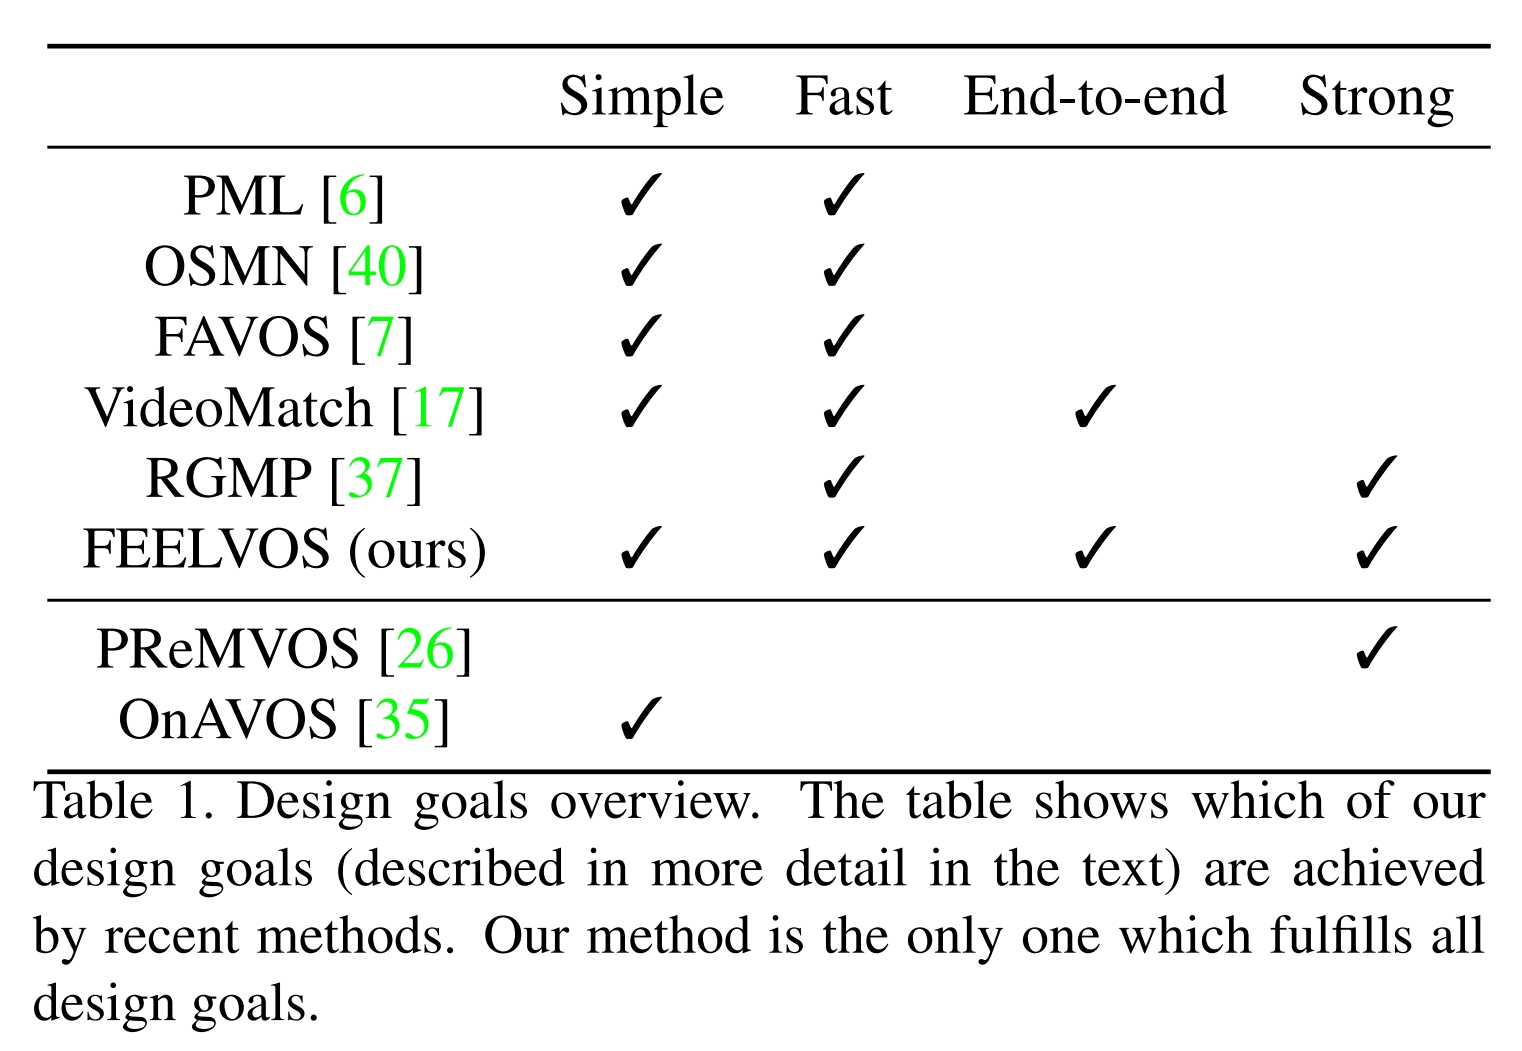 Simple Fast End-to-end Strong
PML [6] ✓ ✓
OSMN [40] ✓ ✓
FAVOS [7] ✓ ✓
VideoMatch [17] ✓ ✓ ✓
RGMP [37] ✓ ✓
FEELVOS (ours) ✓ ✓ ✓ ✓
PReMVOS [26] ✓
OnAVOS [35] ✓
Table 1. Design goals overview. The table shows which of our
design goals (described in more detail in the text) are achieved
by recent methods. Our method is the only one which fulfills all
design goals.